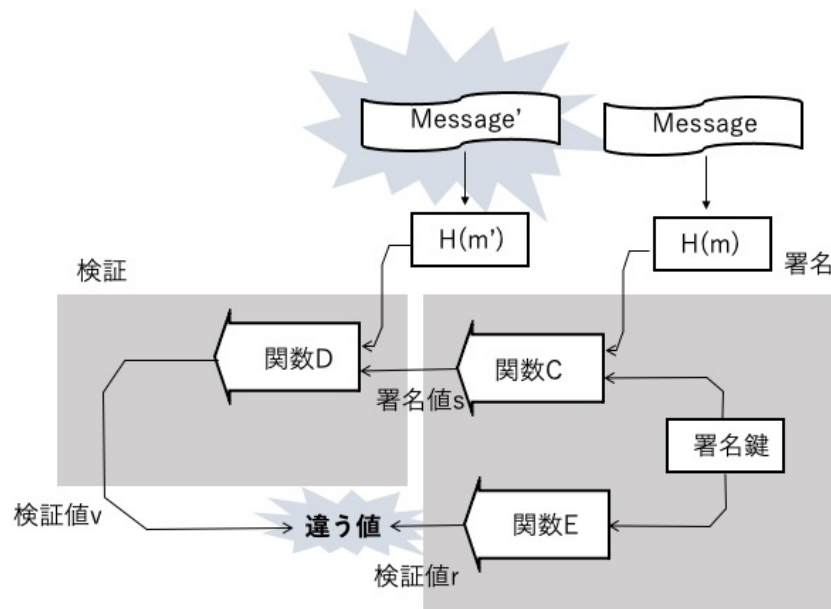 Message’
Message
H(m’)
H(m)
検証
署名
関数D
関数C
署名値s
署名鍵
検証値v
違う値
関数E
検証値r